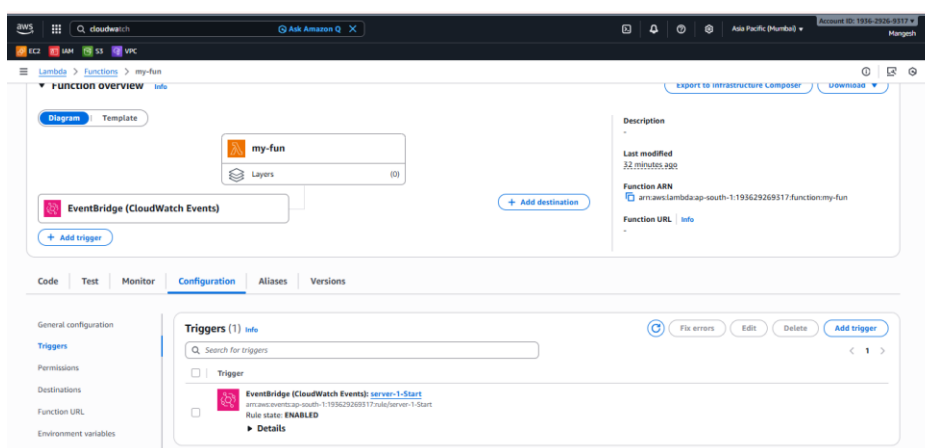 aws
cloudwatch
Ask Amazon Q
Asia Pacific (Mumbai)
Account ID: 1936-2926-9317
Mangesh
EC2 IAM S3 VPC
Lambda > Functions > my-fun
Function overview Info
Export to Infrastructure Composer
Download
Diagram
Template
my-fun
Layers (0)
EventBridge (CloudWatch Events)
+ Add destination
+ Add trigger
Description
-
Last modified
32 minutes ago
Function ARN
arn:aws:lambda:ap-south-1:193629269317:function:my-fun
Function URL Info
-
Code Test Monitor Configuration Aliases Versions
General configuration
Triggers
Permissions
Destinations
Function URL
Environment variables
Triggers (1) Info
Fix errors
Edit
Delete
Add trigger
Search for triggers
1
Trigger
EventBridge (CloudWatch Events): server-1-Start
arn:aws:events:ap-south-1:193629269317:rule/server-1-Start
Rule state: ENABLED
Details